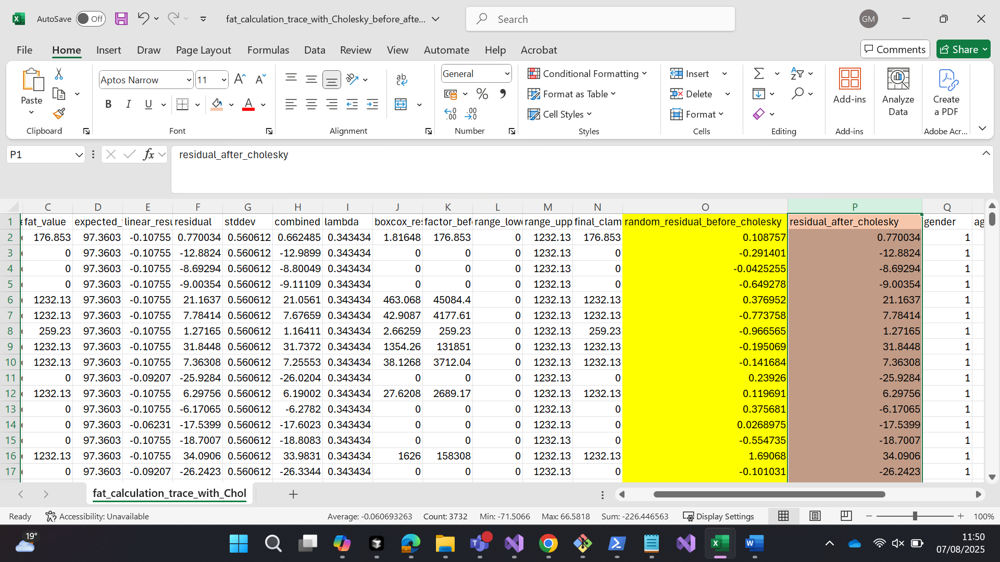 AutoSave Off fat_calculation_trace_with_Cholesky_before_afte... Search GM
File Home Insert Draw Page Layout Formulas Data Review View Automate Help Acrobat Comments Share
Paste Aptos Narrow 11 General Conditional Formatting Insert Add-ins Analyze Data Create a PDF
B I U Format as Table Delete
Cell Styles Format
Clipboard Font Alignment Number Styles Cells Editing Add-ins Adobe Acr...
P1 fx residual_after_cholesky
C D E F G H I J K L M N O P Q
1 fat_value expected_ linear_resu residual stddev combined lambda boxcox_res factor_bef range_lowe range_upp final_clam random_residual_before_cholesky residual_after_cholesky gender ag
2 176.853 97.3603 -0.10755 0.770034 0.560612 0.662485 0.343434 1.81648 176.853 0 1232.13 176.853 0.108757 0.770034 1
3 0 97.3603 -0.10755 -12.8824 0.560612 -12.9899 0.343434 0 0 0 1232.13 0 -0.291401 -12.8824 1
4 0 97.3603 -0.10755 -8.69294 0.560612 -8.80049 0.343434 0 0 0 1232.13 0 -0.0425255 -8.69294 1
5 0 97.3603 -0.10755 -9.00354 0.560612 -9.11109 0.343434 0 0 0 1232.13 0 -0.649278 -9.00354 1
6 1232.13 97.3603 -0.10755 21.1637 0.560612 21.0561 0.343434 463.068 45084.4 0 1232.13 1232.13 0.376952 21.1637 1
7 1232.13 97.3603 -0.10755 7.78414 0.560612 7.67659 0.343434 42.9087 4177.61 0 1232.13 1232.13 -0.773758 7.78414 1
8 259.23 97.3603 -0.10755 1.27165 0.560612 1.16411 0.343434 2.66259 259.23 0 1232.13 259.23 -0.966565 1.27165 1
9 1232.13 97.3603 -0.10755 31.8448 0.560612 31.7372 0.343434 1354.26 131851 0 1232.13 1232.13 -0.195069 31.8448 1
10 1232.13 97.3603 -0.10755 7.36308 0.560612 7.25553 0.343434 38.1268 3712.04 0 1232.13 1232.13 -0.141684 7.36308 1
11 0 97.3603 -0.09207 -25.9284 0.560612 -26.0204 0.343434 0 0 0 1232.13 0 0.23926 -25.9284 1
12 1232.13 97.3603 -0.10755 6.29756 0.560612 6.19002 0.343434 27.6208 2689.17 0 1232.13 1232.13 0.119691 6.29756 1
13 0 97.3603 -0.10755 -6.17065 0.560612 -6.2782 0.343434 0 0 0 1232.13 0 0.375681 -6.17065 1
14 0 97.3603 -0.06231 -17.5399 0.560612 -17.6023 0.343434 0 0 0 1232.13 0 0.0268975 -17.5399 1
15 0 97.3603 -0.10755 -18.7007 0.560612 -18.8083 0.343434 0 0 0 1232.13 0 -0.554735 -18.7007 1
16 1232.13 97.3603 -0.10755 34.0906 0.560612 33.9831 0.343434 1626 158308 0 1232.13 1232.13 1.69068 34.0906 1
17 0 97.3603 -0.09207 -26.2423 0.560612 -26.3344 0.343434 0 0 0 1232.13 0 -0.101031 -26.2423 1
fat_calculation_trace_with_Chol
Ready Accessibility: Unavailable Average: -0.060693263 Count: 3732 Min: -71.5066 Max: 66.5818 Sum: -226.446563 Display Settings 100%
19° 11:50
07/08/2025